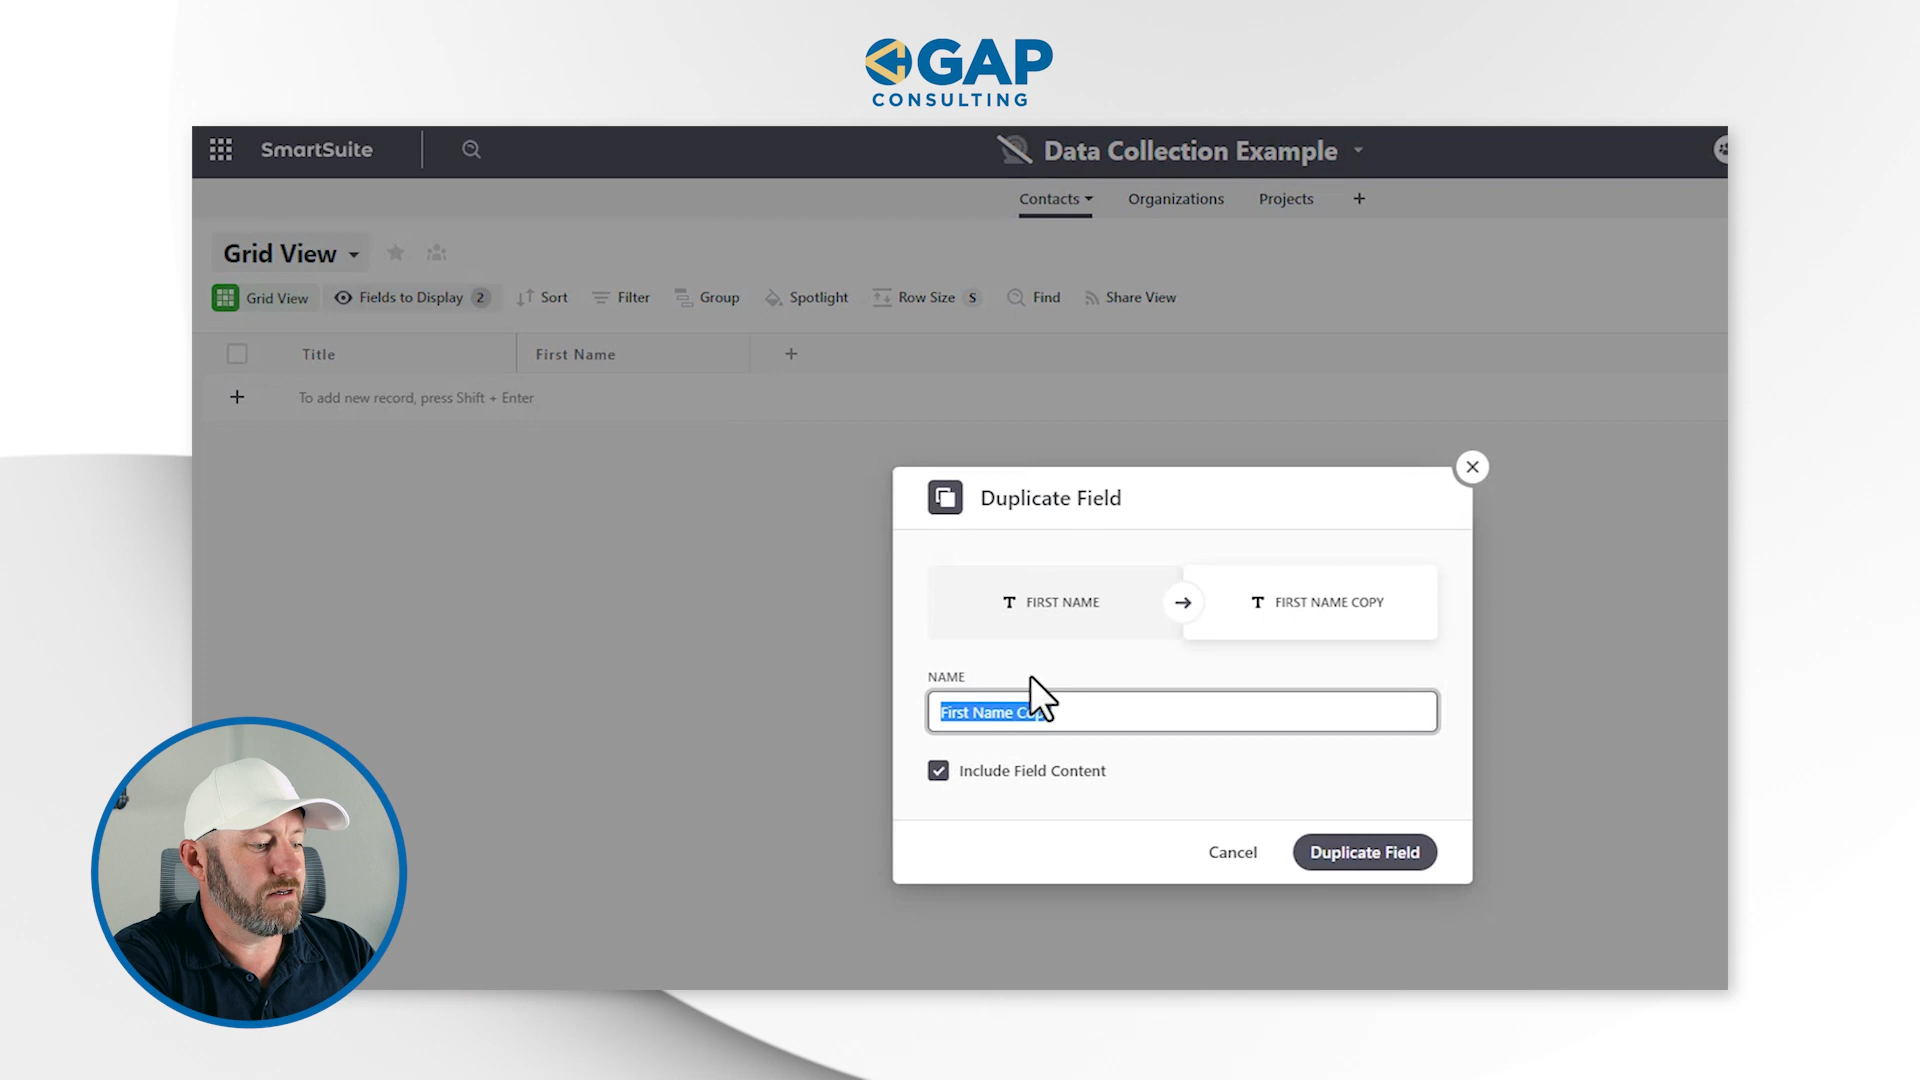 GAP
CONSULTING
SmartSuite
Data Collection Example
Contacts
Organizations
Projects
+
Grid View
Grid View
Fields to Display 2
Sort
Filter
Group
Spotlight
Row Size S
Find
Share View
Title
First Name
+
+
To add new record, press Shift + Enter
Duplicate Field
T FIRST NAME
T FIRST NAME COPY
NAME
First Name
Include Field Content
Cancel
Duplicate Field